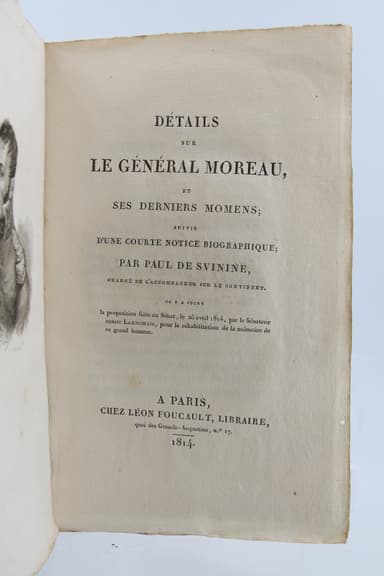 DÉTAILS
SUR
LE GÉNÉRAL MOREAU,
ET
SES DERNIERS MOMENS;
SUIVIS
D'UNE COURTE NOTICE BIOGRAPHIQUE;
PAR PAUL DE SVININE,
CHARGÉ DE L'ACCOMPAGNER SUR LE CONTINENT.
ON Y A JOINT
la proposition faite au Sénat, le 26 avril 1814, par le Sénateur
comte LANJUINAIS, pour la réhabilitation de la mémoire de
ce grand homme.
A PARIS,
CHEZ LÉON FOUCAULT, LIBRAIRE,
quai des Grands-Augustins, n.º 17.
1814.